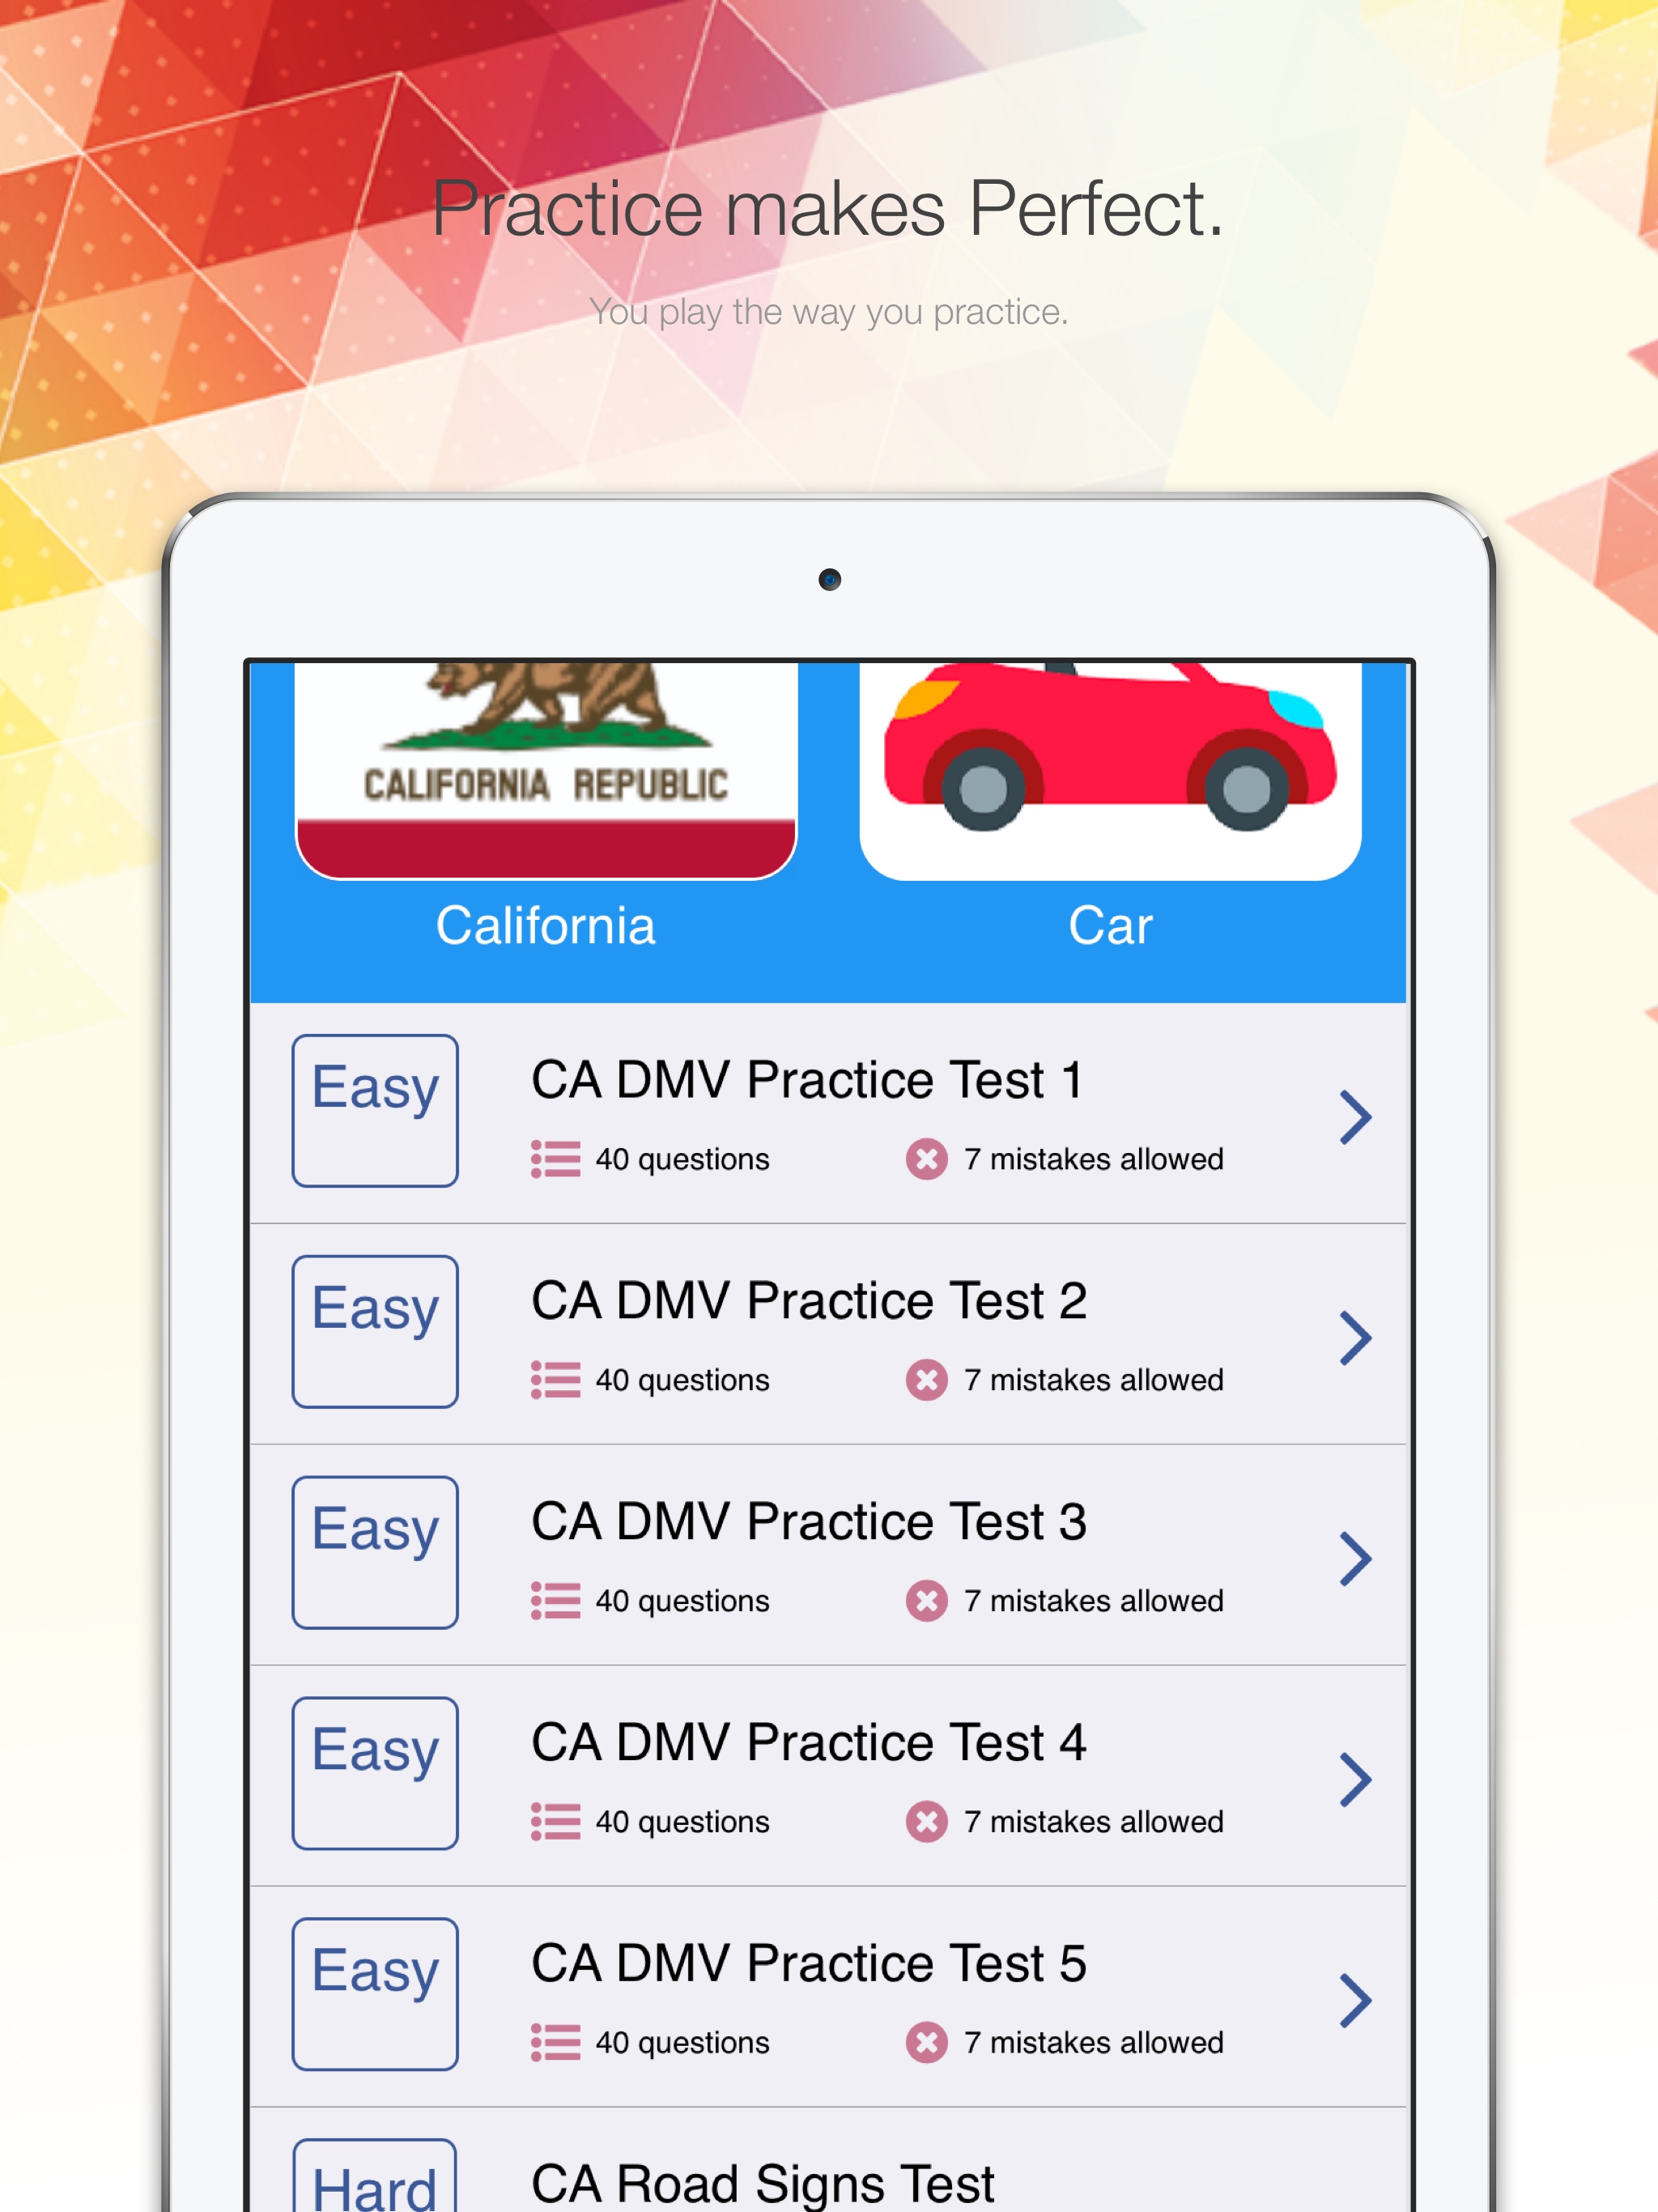 Practice makes Perfect.
You play the way you practice.
CALIFORNIA REPUBLIC
California
Car
Easy
CA DMV Practice Test 1
40 questions
7 mistakes allowed
Easy
CA DMV Practice Test 2
40 questions
7 mistakes allowed
Easy
CA DMV Practice Test 3
40 questions
7 mistakes allowed
Easy
CA DMV Practice Test 4
40 questions
7 mistakes allowed
Easy
CA DMV Practice Test 5
40 questions
7 mistakes allowed
Hard
CA Road Signs Test